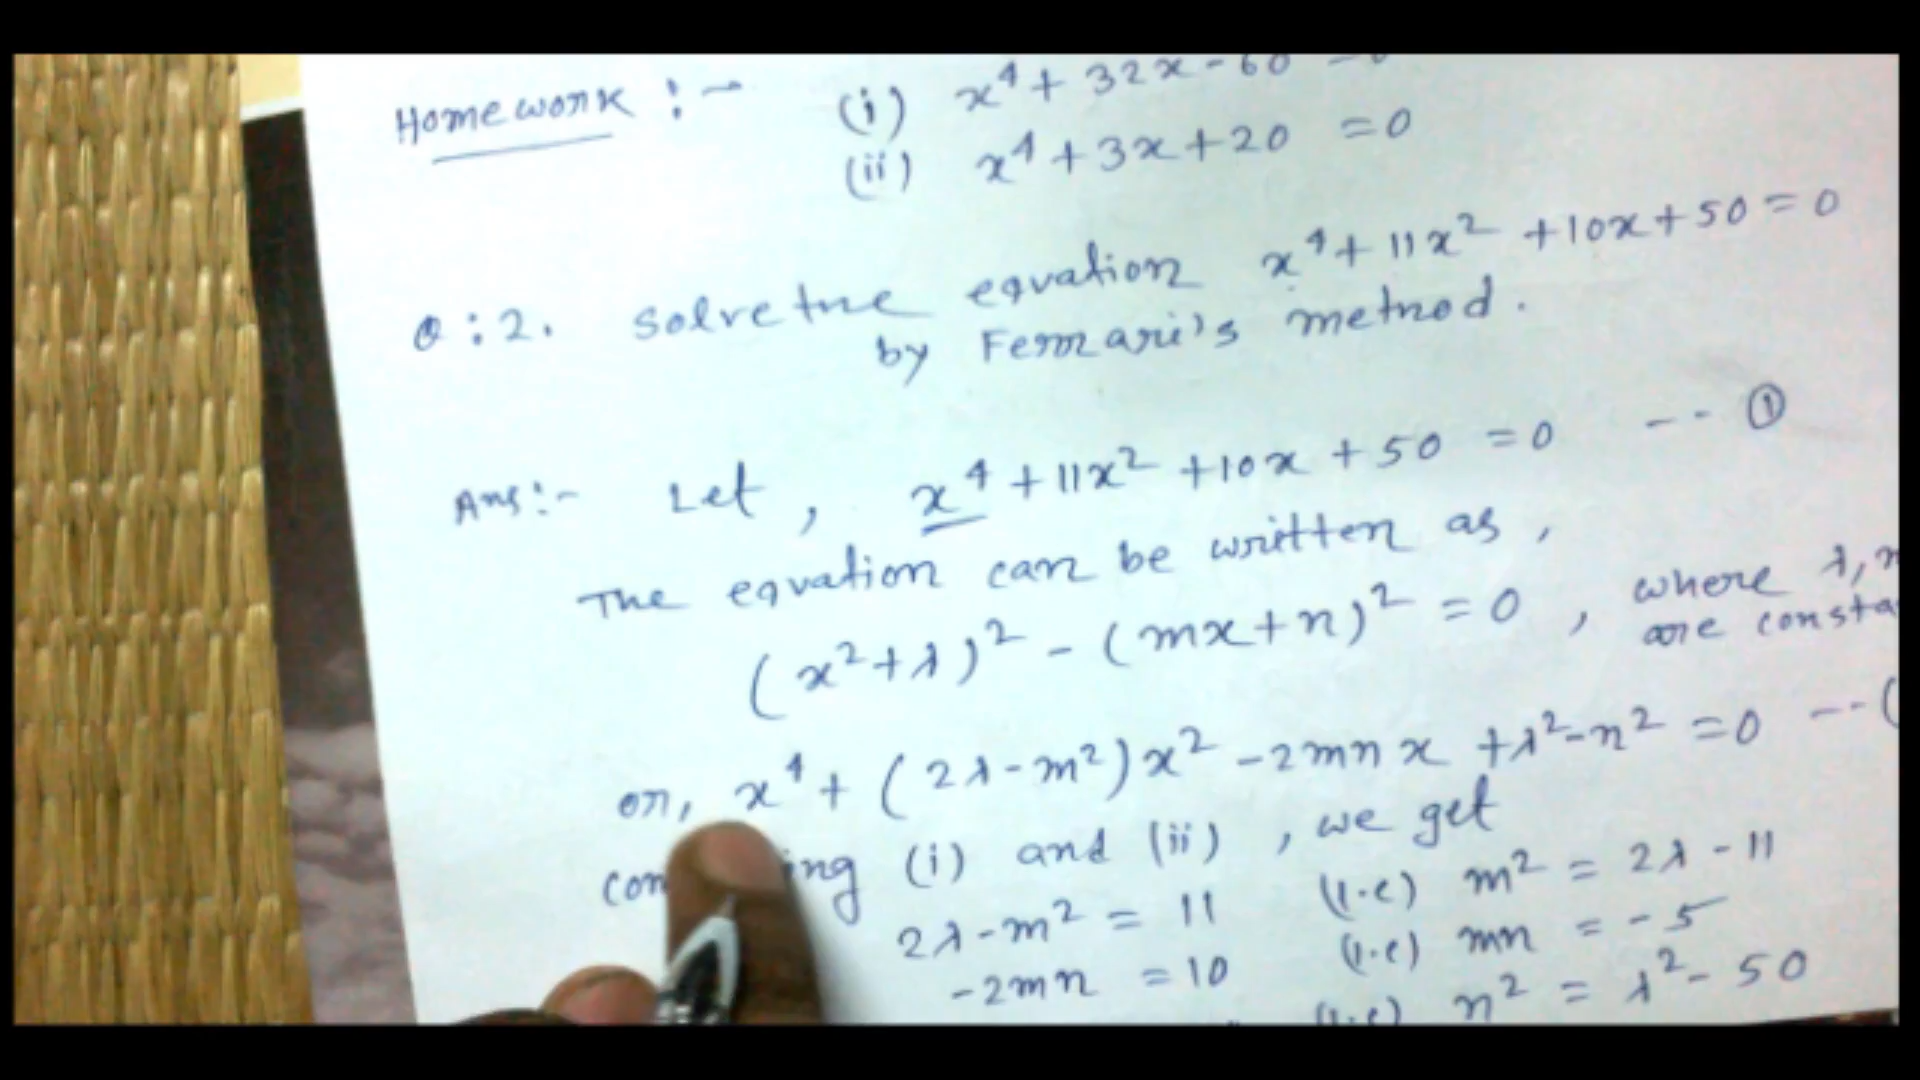 Homework :- (i) x⁴ + 32x - 60
(ii) x⁴ + 3x + 20 = 0
Q:2. Solve the equation x⁴ + 11x² + 10x + 50 = 0
by Ferrari's method.
Ans:- Let, x⁴ + 11x² + 10x + 50 = 0 -- ①
The equation can be written as,
(x² + λ)² - (mx + n)² = 0, where λ,
are
or, x⁴ + (2λ - m²)x² - 2mnx + λ² - n² = 0 --- (
(i) and (ii), we get
2λ - m² = 11 (i.e) m² = 2λ - 11
-2mn = 10 (i.e) mn = -5
(i.e) n² = λ² - 50